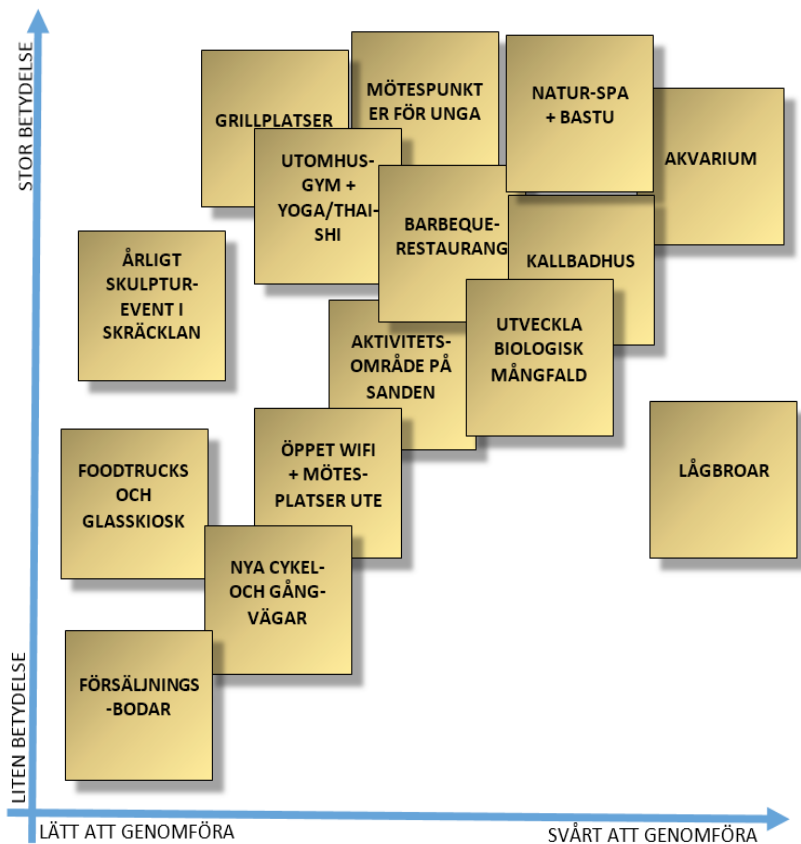 STOR BETYDELSE
LITEN BETYDELSE
GRILLPLATSER
MÖTESPUNKT
ER FÖR UNGA
NATUR-SPA
+ BASTU
AKVARIUM
UTOMHUS-
GYM +
YOGA/THAI-
SHI
BARBEQUE-
RESTAURANG
KALLBADHUS
ÅRLIGT
SKULPTUR-
EVENT I
SKRÄCKLAN
AKTIVITETS-
OMRÅDE PÅ
SANDEN
UTVECKLA
BIOLOGISK
MÅNGFALD
FOODTRUCKS
OCH
GLASSKIOSK
ÖPPET WIFI
+ MÖTES-
PLATSER UTE
LÅGBROAR
NYA CYKEL-
OCH GÅNG-
VÄGAR
FÖRSÄLJNINGS
-BODAR
LÄTT ATT GENOMFÖRA
SVÅRT ATT GENOMFÖRA